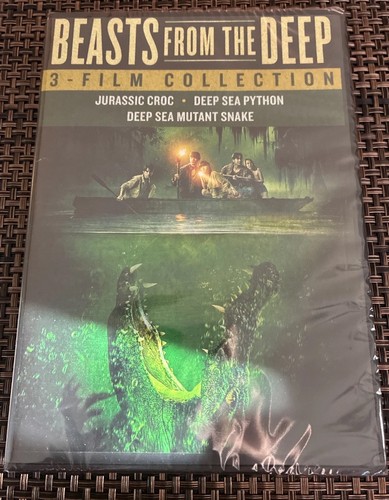 BEASTS FROM THE DEEP
3-FILM COLLECTION
JURASSIC CROC • DEEP SEA PYTHON
DEEP SEA MUTANT SNAKE